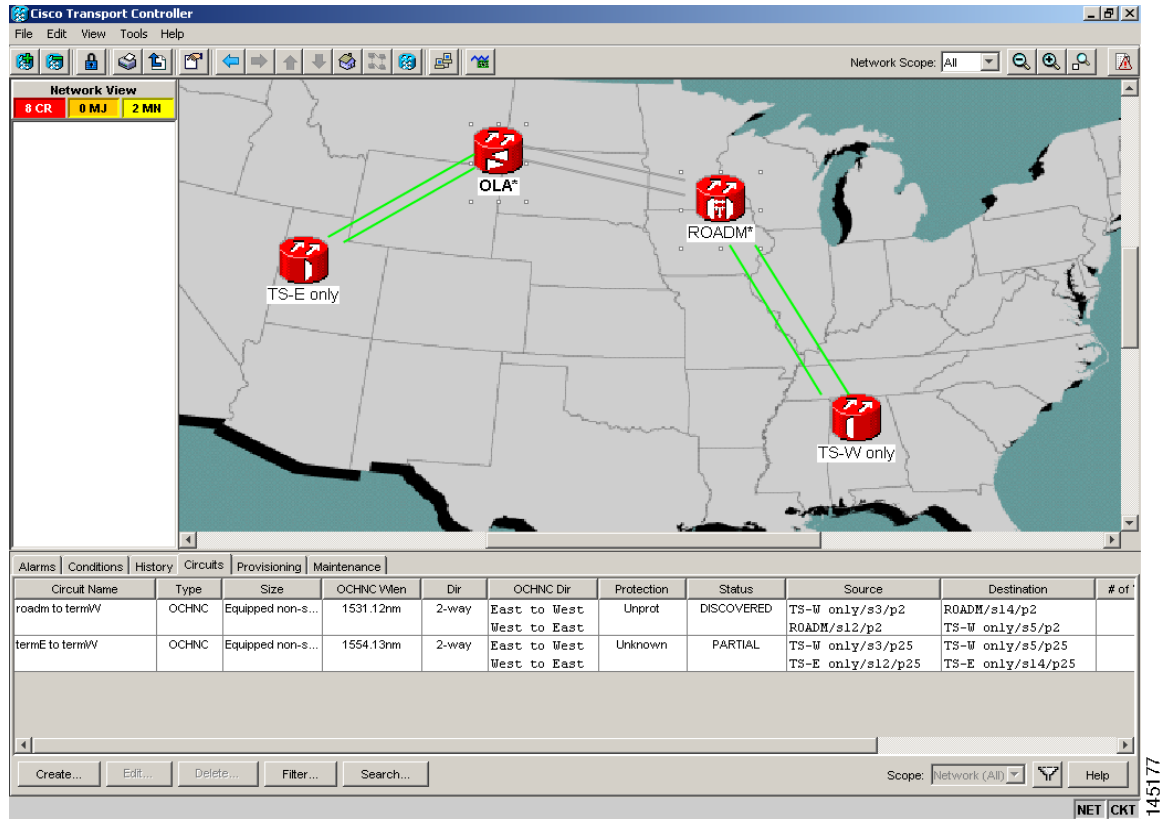 Cisco Transport Controller
File Edit View Tools Help
Network Scope: All
Network View
8 CR 0 MJ 2 MN
OLA*
ROADM*
TS-E only
TS-W only
Alarms Conditions History Circuits Provisioning Maintenance
Circuit Name Type Size OCHNC Wlen Dir OCHNC Dir Protection Status Source Destination # of
roadm to termW OCHNC Equipped non-s... 1531.12nm 2-way East to West Unprot DISCOVERED TS-W only/s3/p2 ROADM/s14/p2
West to East ROADM/s12/p2 TS-W only/s5/p2
termE to termW OCHNC Equipped non-s... 1554.13nm 2-way East to West Unknown PARTIAL TS-W only/s3/p25 TS-W only/s5/p25
West to East TS-E only/s12/p25 TS-E only/s14/p25
Create... Edit... Delete... Filter... Search... Scope: Network (All) Help
NET CKT
145177